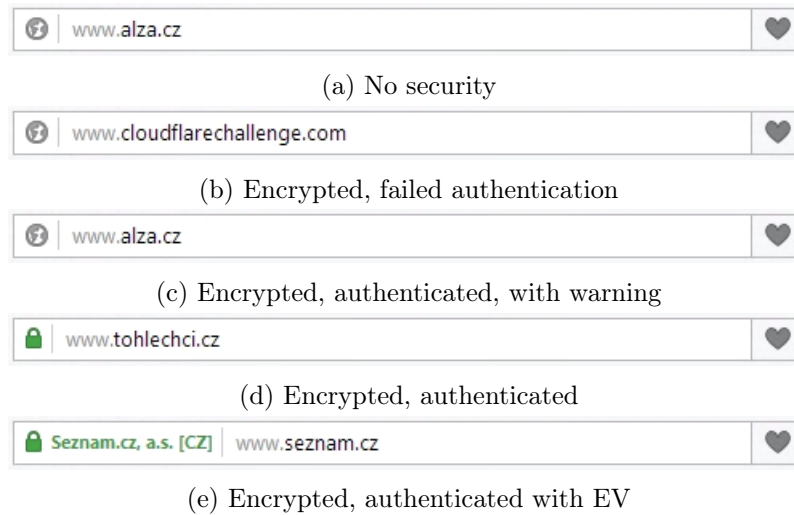 www.alza.cz
(a) No security
www.cloudflarechallenge.com
(b) Encrypted, failed authentication
www.alza.cz
(c) Encrypted, authenticated, with warning
www.tohlechci.cz
(d) Encrypted, authenticated
Seznam.cz, a.s. [CZ] www.seznam.cz
(e) Encrypted, authenticated with EV